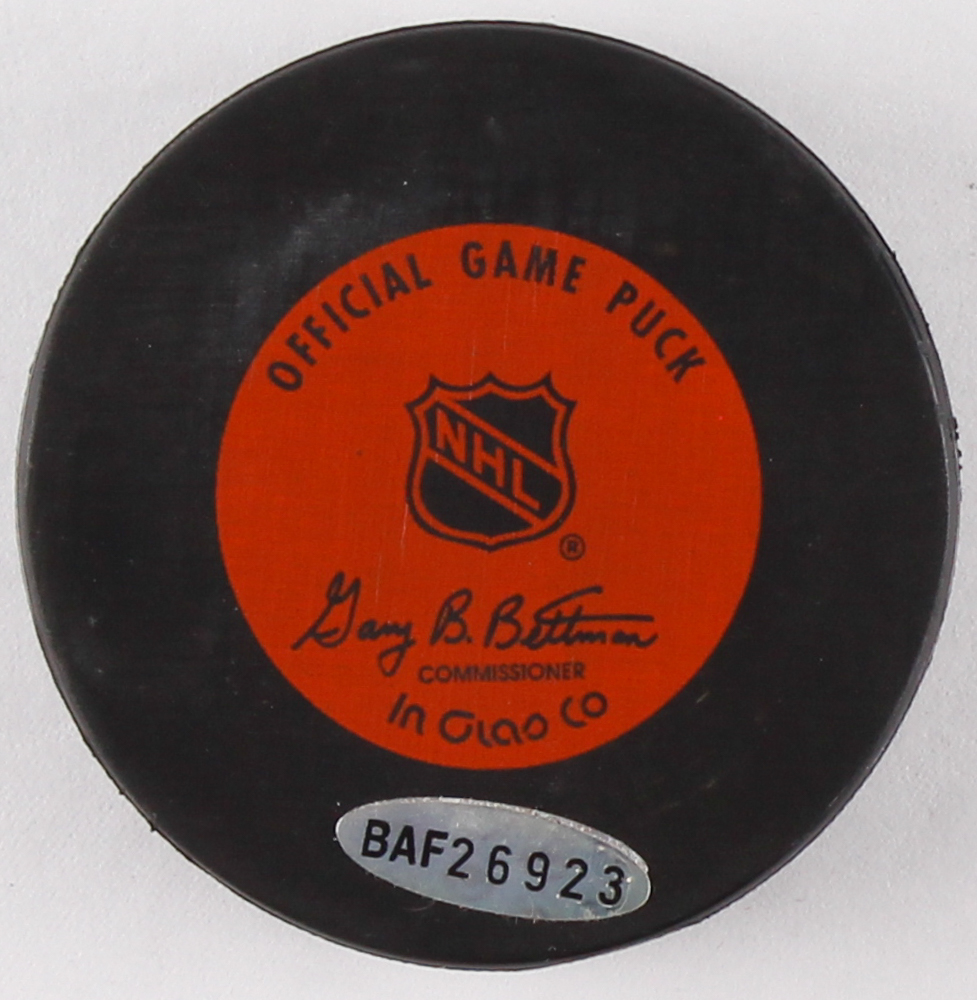 OFFICIAL GAME PUCK
NHL
®
Gary B. Bettman
COMMISSIONER
In Glas Co
BAF26923